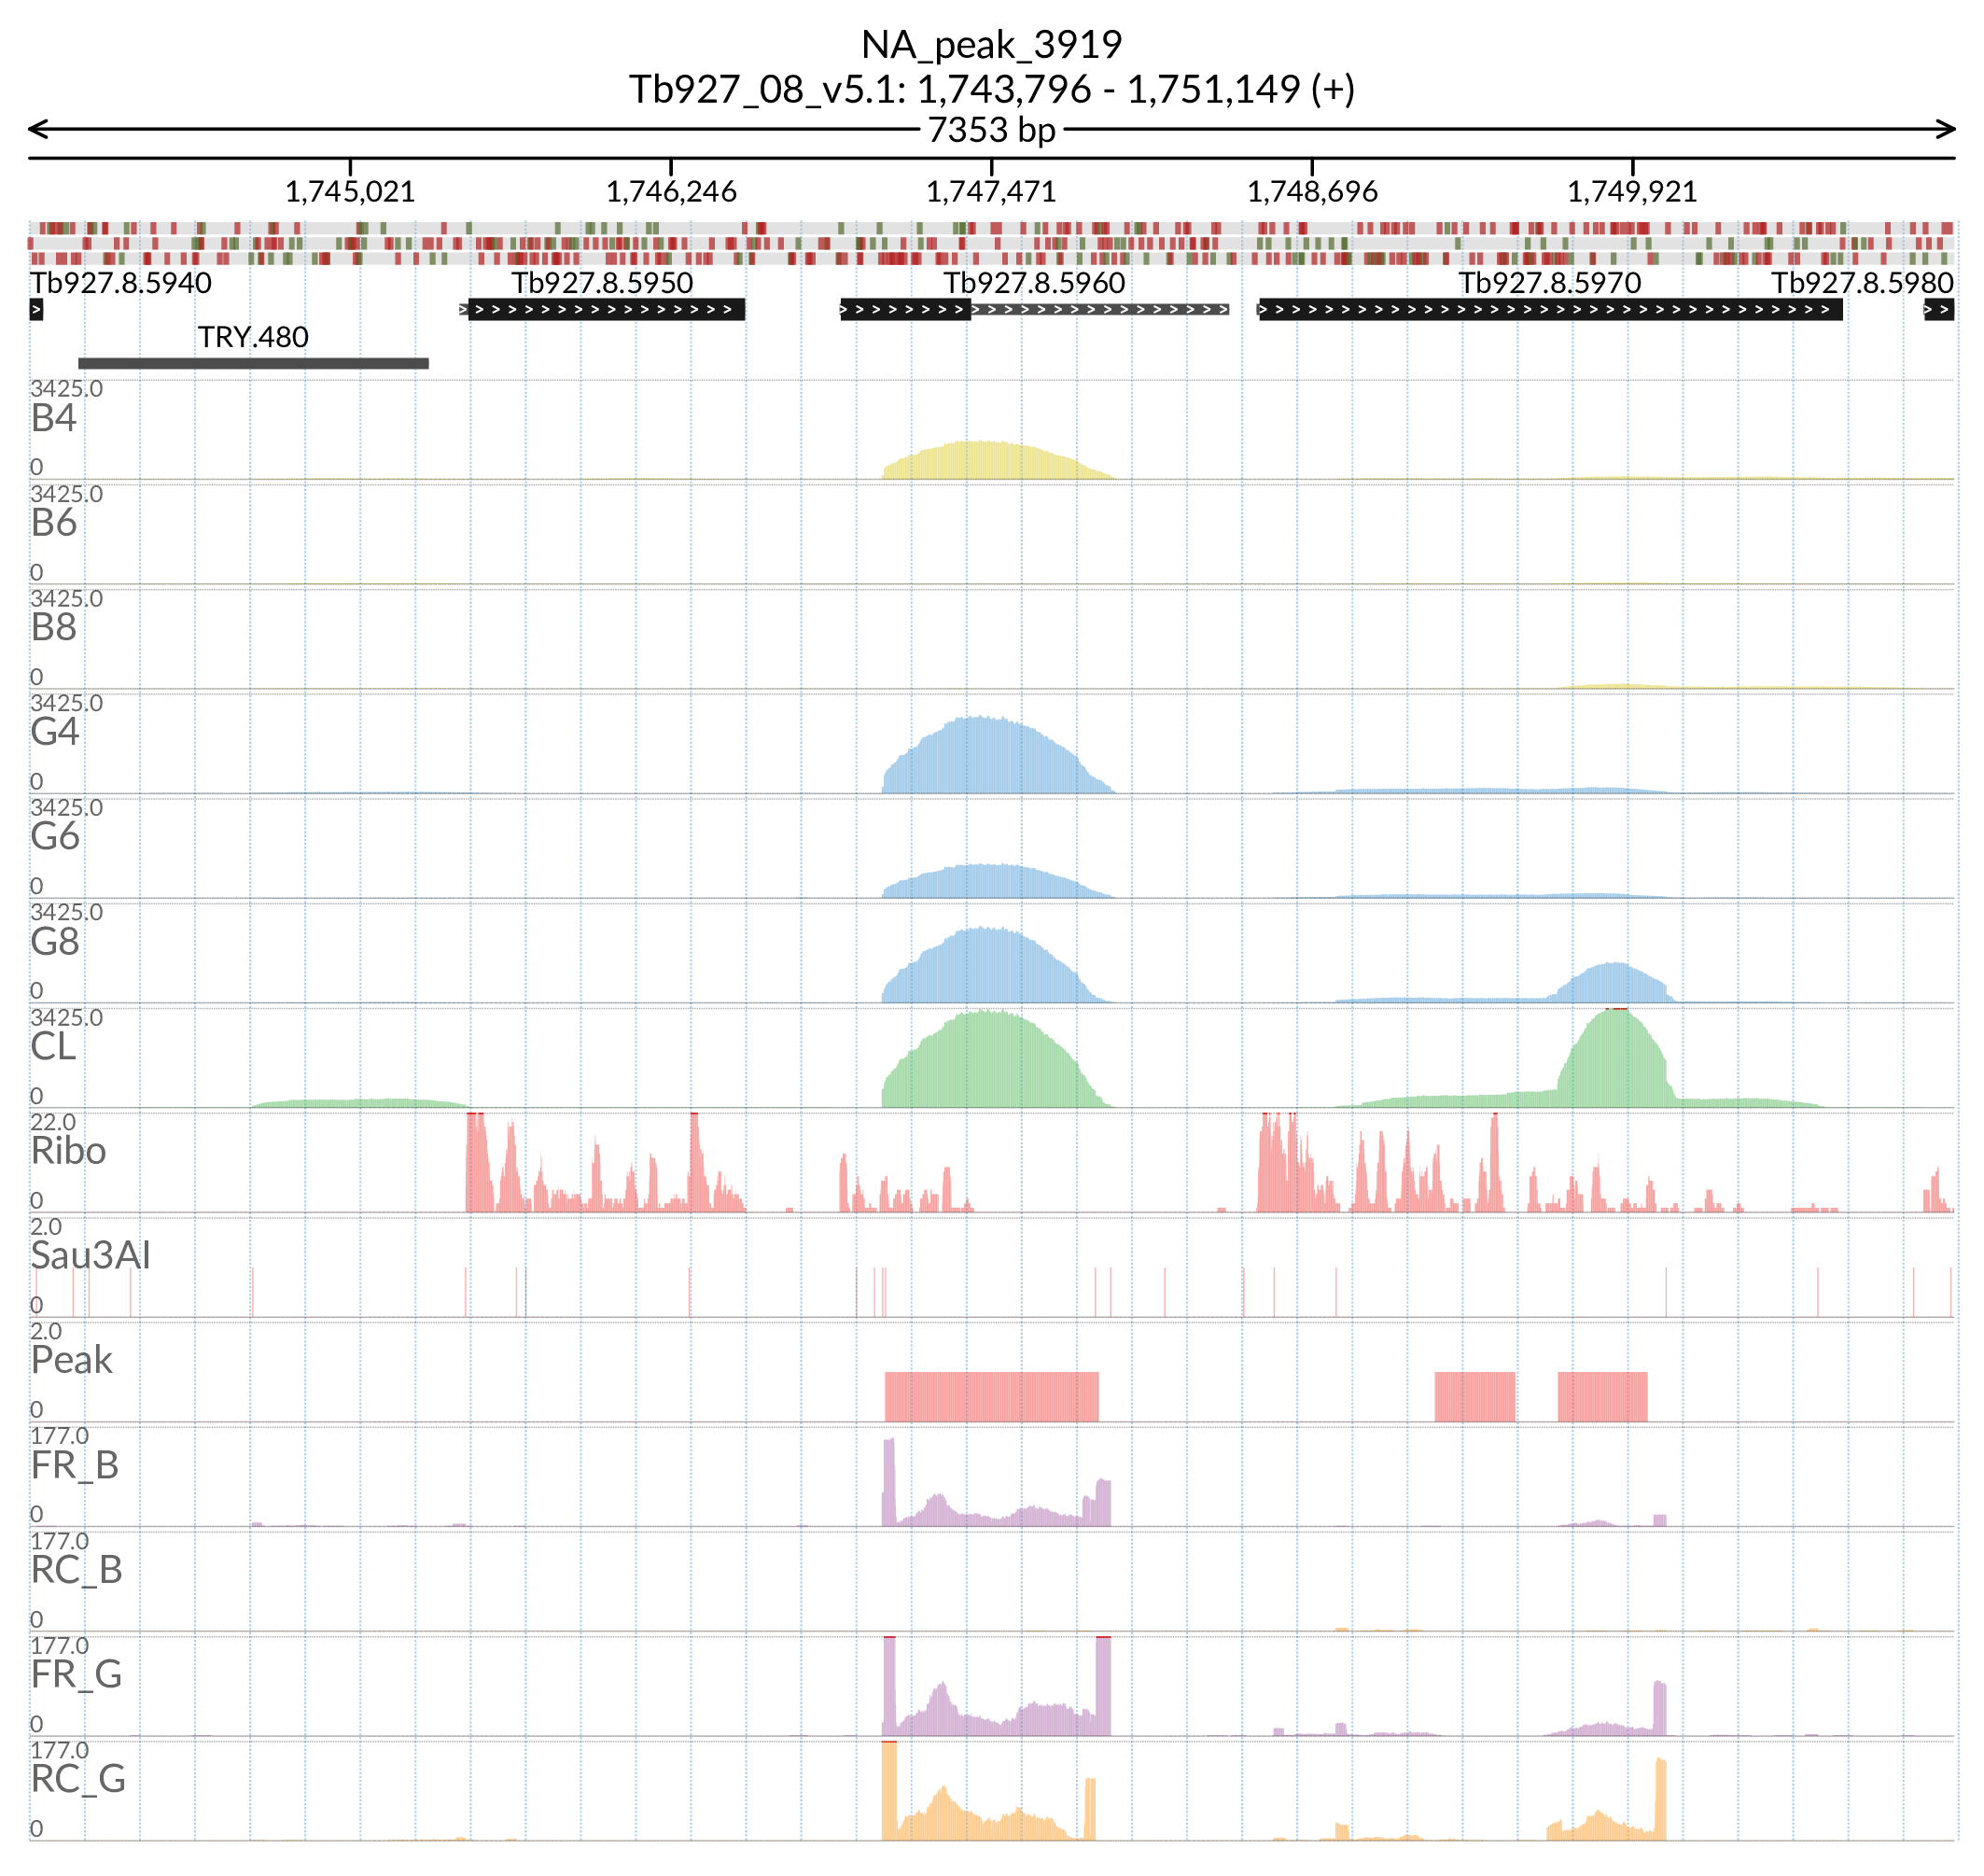 NA_peak_3919
Tb927_08_v5.1: 1,743,796 - 1,751,149 (+)
7353 bp
1,745,021 1,746,246 1,747,471 1,748,696 1,749,921
Tb927.8.5940 Tb927.8.5950 Tb927.8.5960 Tb927.8.5970 Tb927.8.5980
TRY.480
3425.0
B4
0
3425.0
B6
0
3425.0
B8
0
3425.0
G4
0
3425.0
G6
0
3425.0
G8
0
3425.0
CL
0
22.0
Ribo
0
2.0
Sau3AI
0
2.0
Peak
0
177.0
FR_B
0
177.0
RC_B
0
177.0
FR_G
0
177.0
RC_G
0